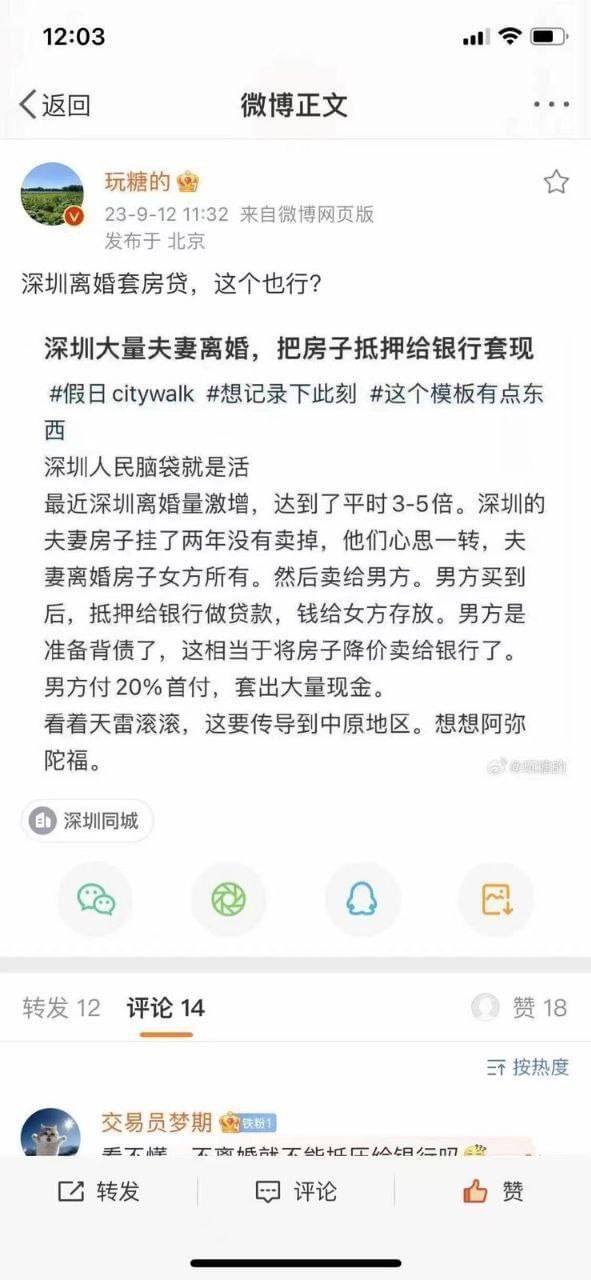 12:03
返回
微博正文
玩糖的
23-9-12 11:32 来自微博网页版
发布于 北京
深圳离婚套房贷，这个也行?
深圳大量夫妻离婚，把房子抵押给银行套现
#假日citywalk #想记录下此刻 #这个模板有点东
西
深圳人民脑袋就是活
最近深圳离婚量激增，达到了平时3-5倍。深圳的
夫妻房子挂了两年没有卖掉，他们心思一转，夫
妻离婚房子女方所有。然后卖给男方。男方买到
后，抵押给银行做贷款，钱给女方存放。男方是
准备背债了，这相当于将房子降价卖给银行了。
男方付20%首付，套出大量现金。
看着天雷滚滚，这要传导到中原地区。想想阿弥
陀佛。
@玩糖的
深圳同城
转发 12 评论 14 赞 18
按热度
交易员梦期 铁粉1
看不懂，不离婚就不能抵压给银行吗
转发 评论 赞